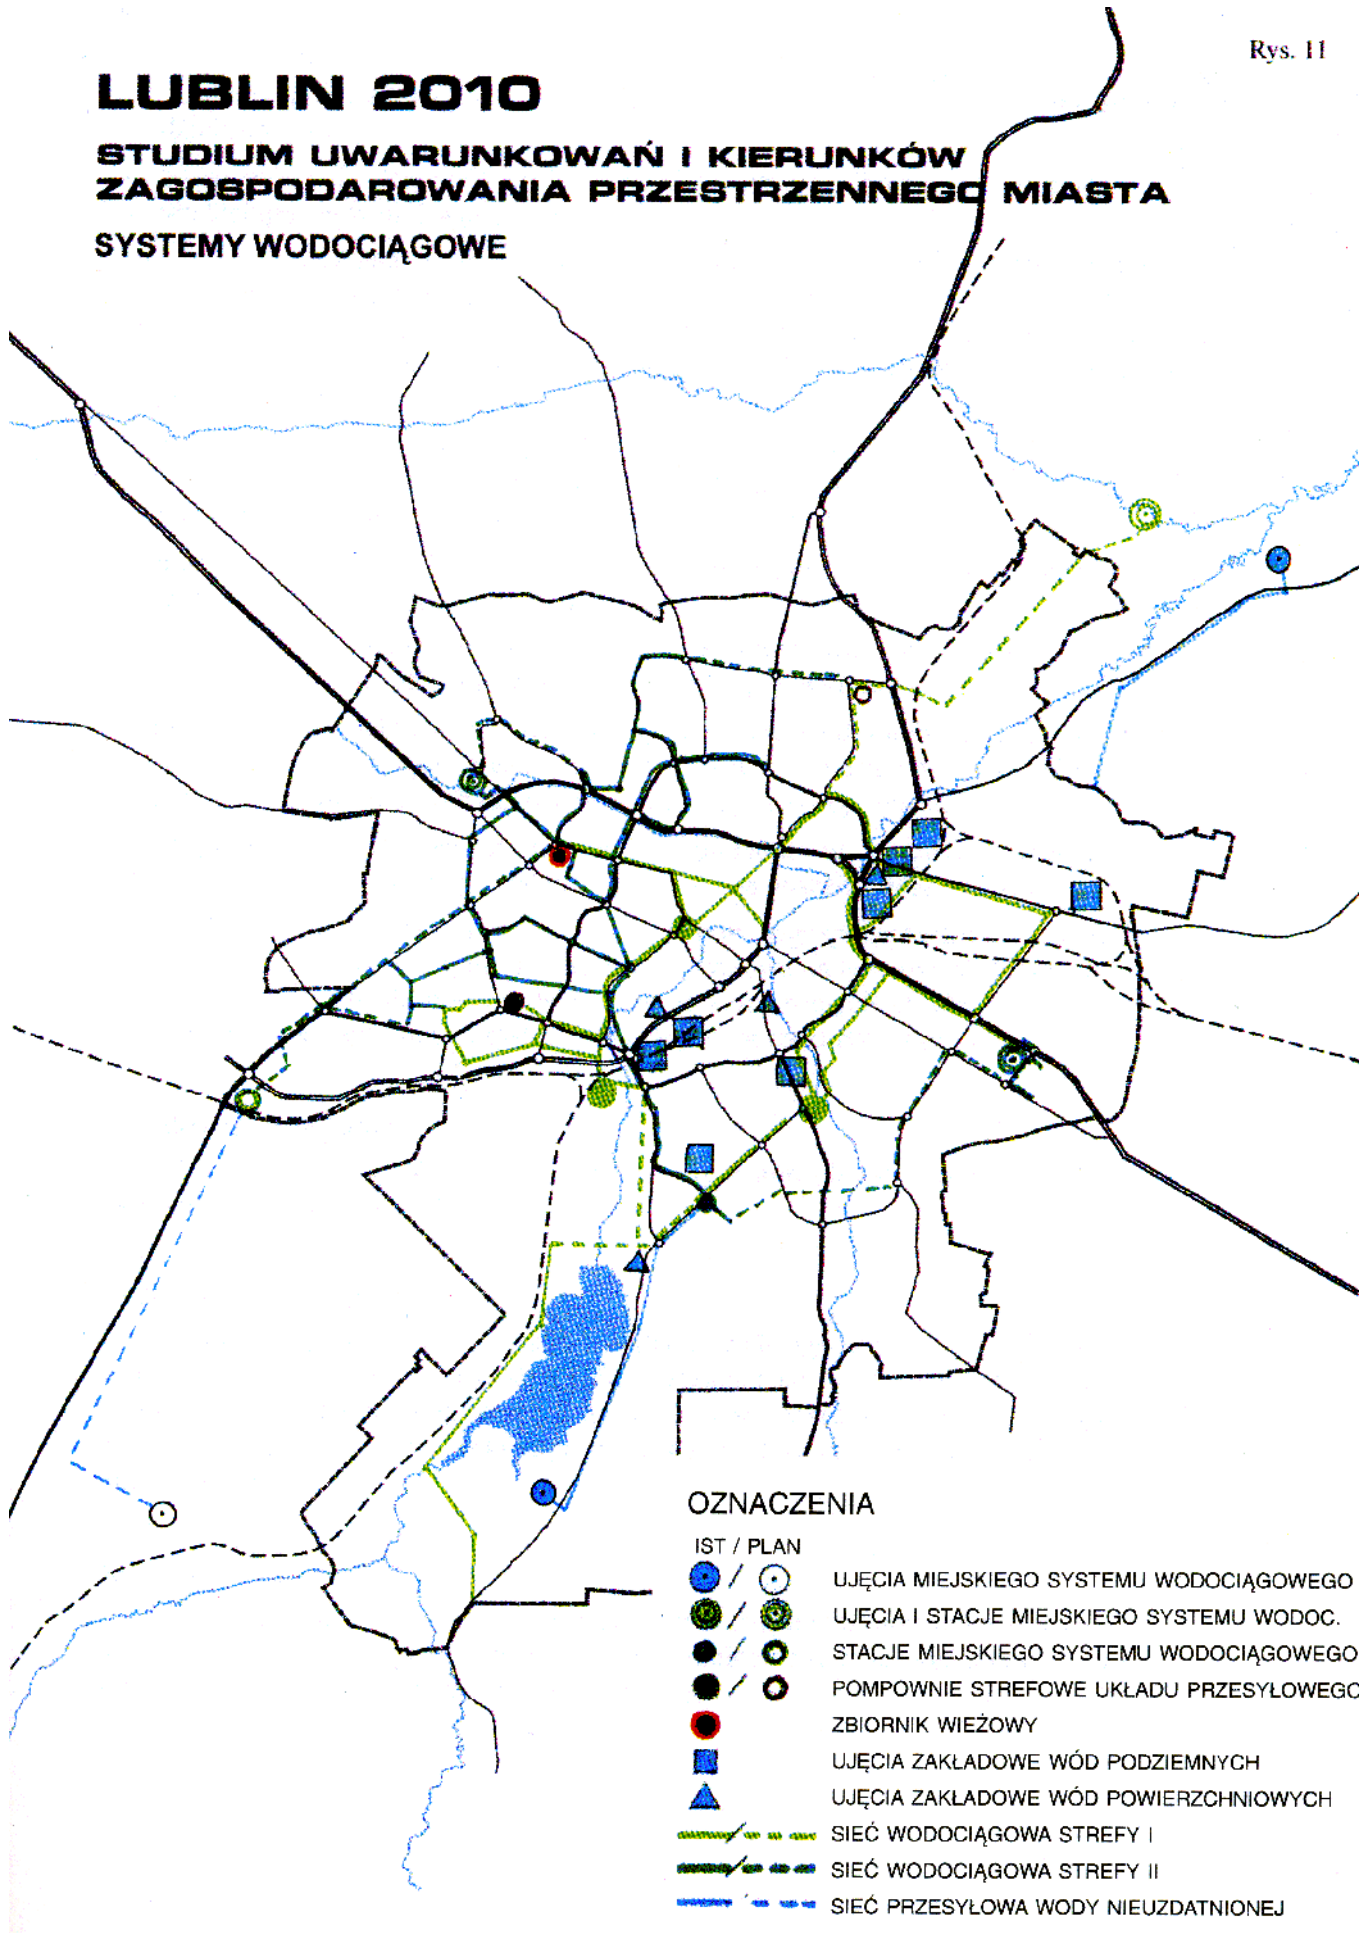 Rys. 11
LUBLIN 2010
STUDIUM UWARUNKOWAŃ I KIERUNKÓW
ZAGOSPODAROWANIA PRZESTRZENNEGO MIASTA
SYSTEMY WODOCIĄGOWE
OZNACZENIA
IST / PLAN
UJĘCIA MIEJSKIEGO SYSTEMU WODOCIĄGOWEGO
UJĘCIA I STACJE MIEJSKIEGO SYSTEMU WODOC.
STACJE MIEJSKIEGO SYSTEMU WODOCIĄGOWEGO
POMPOWNIE STREFOWE UKŁADU PRZESYŁOWEGO
ZBIORNIK WIEŻOWY
UJĘCIA ZAKŁADOWE WÓD PODZIEMNYCH
UJĘCIA ZAKŁADOWE WÓD POWIERZCHNIOWYCH
SIEĆ WODOCIĄGOWA STREFY I
SIEĆ WODOCIĄGOWA STREFY II
SIEĆ PRZESYŁOWA WODY NIEUZDATNIONEJ